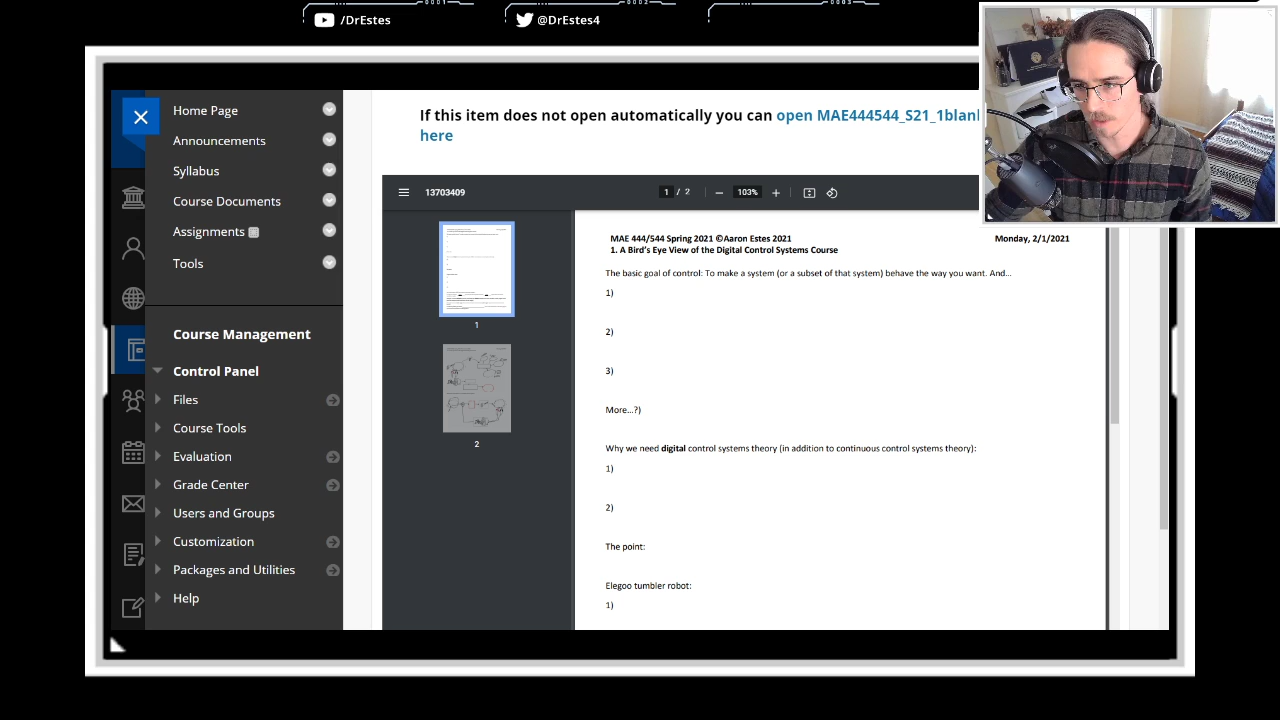 0001
0002
0003
/DrEstes
@DrEstes4
Home Page
Announcements
Syllabus
Course Documents
Assignments
Tools
Course Management
Control Panel
Files
Course Tools
Evaluation
Grade Center
Users and Groups
Customization
Packages and Utilities
Help
If this item does not open automatically you can open MAE444544_S21_1blan
here
13703409
1 / 2
103%
1
2
MAE 444/544 Spring 2021 ©Aaron Estes 2021
Monday, 2/1/2021
1. A Bird's Eye View of the Digital Control Systems Course
The basic goal of control: To make a system (or a subset of that system) behave the way you want. And...
1)
2)
3)
More...?)
Why we need digital control systems theory (in addition to continuous control systems theory):
1)
2)
The point:
Elegoo tumbler robot:
1)